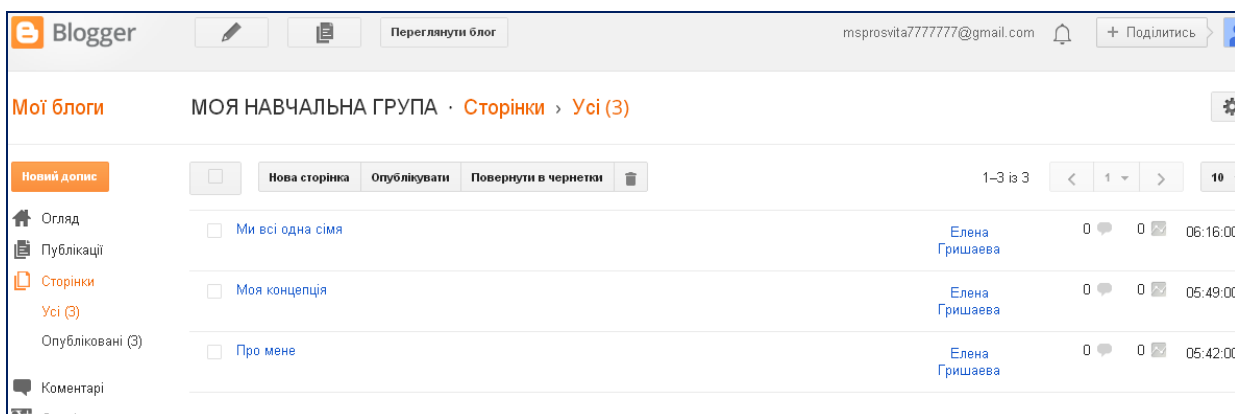 Blogger
Переглянути блог
msprosvita7777777@gmail.com
+ Поділитись
Мої блоги
МОЯ НАВЧАЛЬНА ГРУПА · Сторінки › Усі (3)
Новий допис
Нова сторінка Опублікувати Повернути в чернетки
1–3 із 3
1
10
Огляд
Публікації
Сторінки
Усі (3)
Опубліковані (3)
Коментарі
Ми всі одна сімя
Елена
Гришаева
0 0 06:16:00
Моя концепція
Елена
Гришаева
0 0 05:49:00
Про мене
Елена
Гришаева
0 0 05:42:00